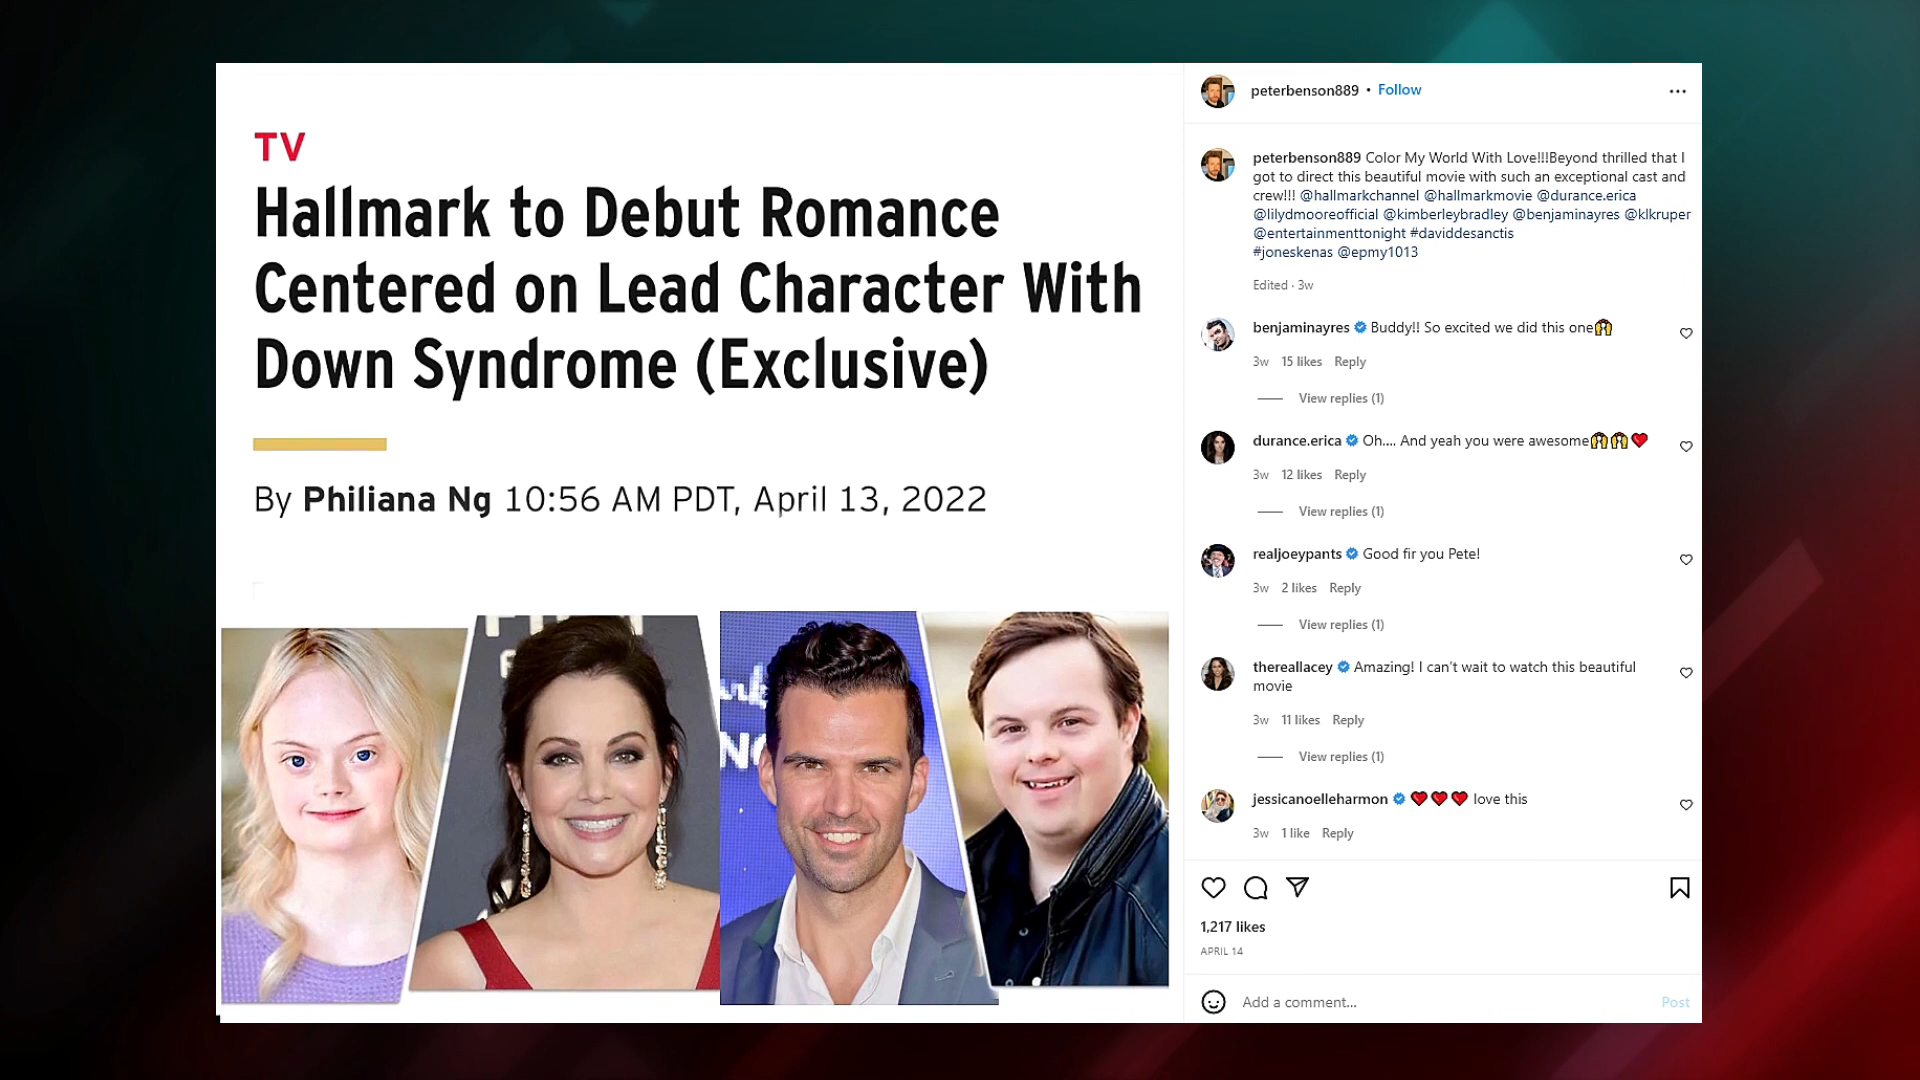 TV
Hallmark to Debut Romance
Centered on Lead Character With
Down Syndrome (Exclusive)
By Philiana Ng 10:56 AM PDT, April 13, 2022
peterbenson889 • Follow
peterbenson889 Color My World With Love!!!Beyond thrilled that I
got to direct this beautiful movie with such an exceptional cast and
crew!!! @hallmarkchannel @hallmarkmovie @durance.erica
@lilydmooreofficial @kimberleybradley @benjaminayres @klkruper
@entertainmenttonight #daviddesanctis
#joneskenas @epmy1013
Edited · 3w
benjaminayres Buddy!! So excited we did this one🙌
3w 15 likes Reply
View replies (1)
durance.erica Oh.... And yeah you were awesome🙌🙌❤️
3w 12 likes Reply
View replies (1)
realjoeypants Good fir you Pete!
3w 2 likes Reply
View replies (1)
thereallacey Amazing! I can't wait to watch this beautiful
movie
3w 11 likes Reply
View replies (1)
jessicanoelleharmon ❤️❤️❤️ love this
3w 1 like Reply
1,217 likes
APRIL 14
Add a comment... Post